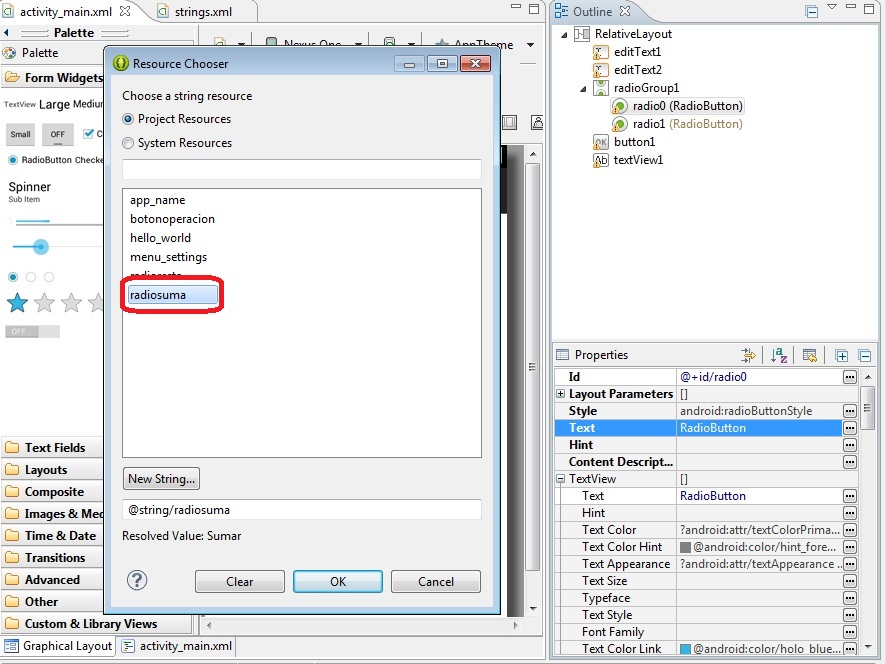 activity_main.xml
strings.xml
Palette
Palette
Form Widgets
TextView Large Medium
Small OFF
RadioButton Checke
Spinner
Sub Item
OFF
Text Fields
Layouts
Composite
Images & Med
Time & Date
Transitions
Advanced
Other
Custom & Library Views
Graphical Layout
activity_main.xml
Nexus One
AppTheme
Resource Chooser
Choose a string resource
Project Resources
System Resources
app_name
botonoperacion
hello_world
menu_settings
radiosuma
New String...
@string/radiosuma
Resolved Value: Sumar
Clear
OK
Cancel
Outline
RelativeLayout
editText1
editText2
radioGroup1
radio0 (RadioButton)
radio1 (RadioButton)
OK button1
Ab textView1
Properties
Id @+id/radio0
Layout Parameters []
Style android:radioButtonStyle
Text RadioButton
Hint
Content Descript...
TextView []
Text RadioButton
Hint
Text Color ?android:attr/textColorPrima...
Text Color Hint @android:color/hint_fore...
Text Appearance ?android:attr/textAppearance ...
Text Size
Typeface
Text Style
Font Family
Text Color Link @android:color/holo_blue...